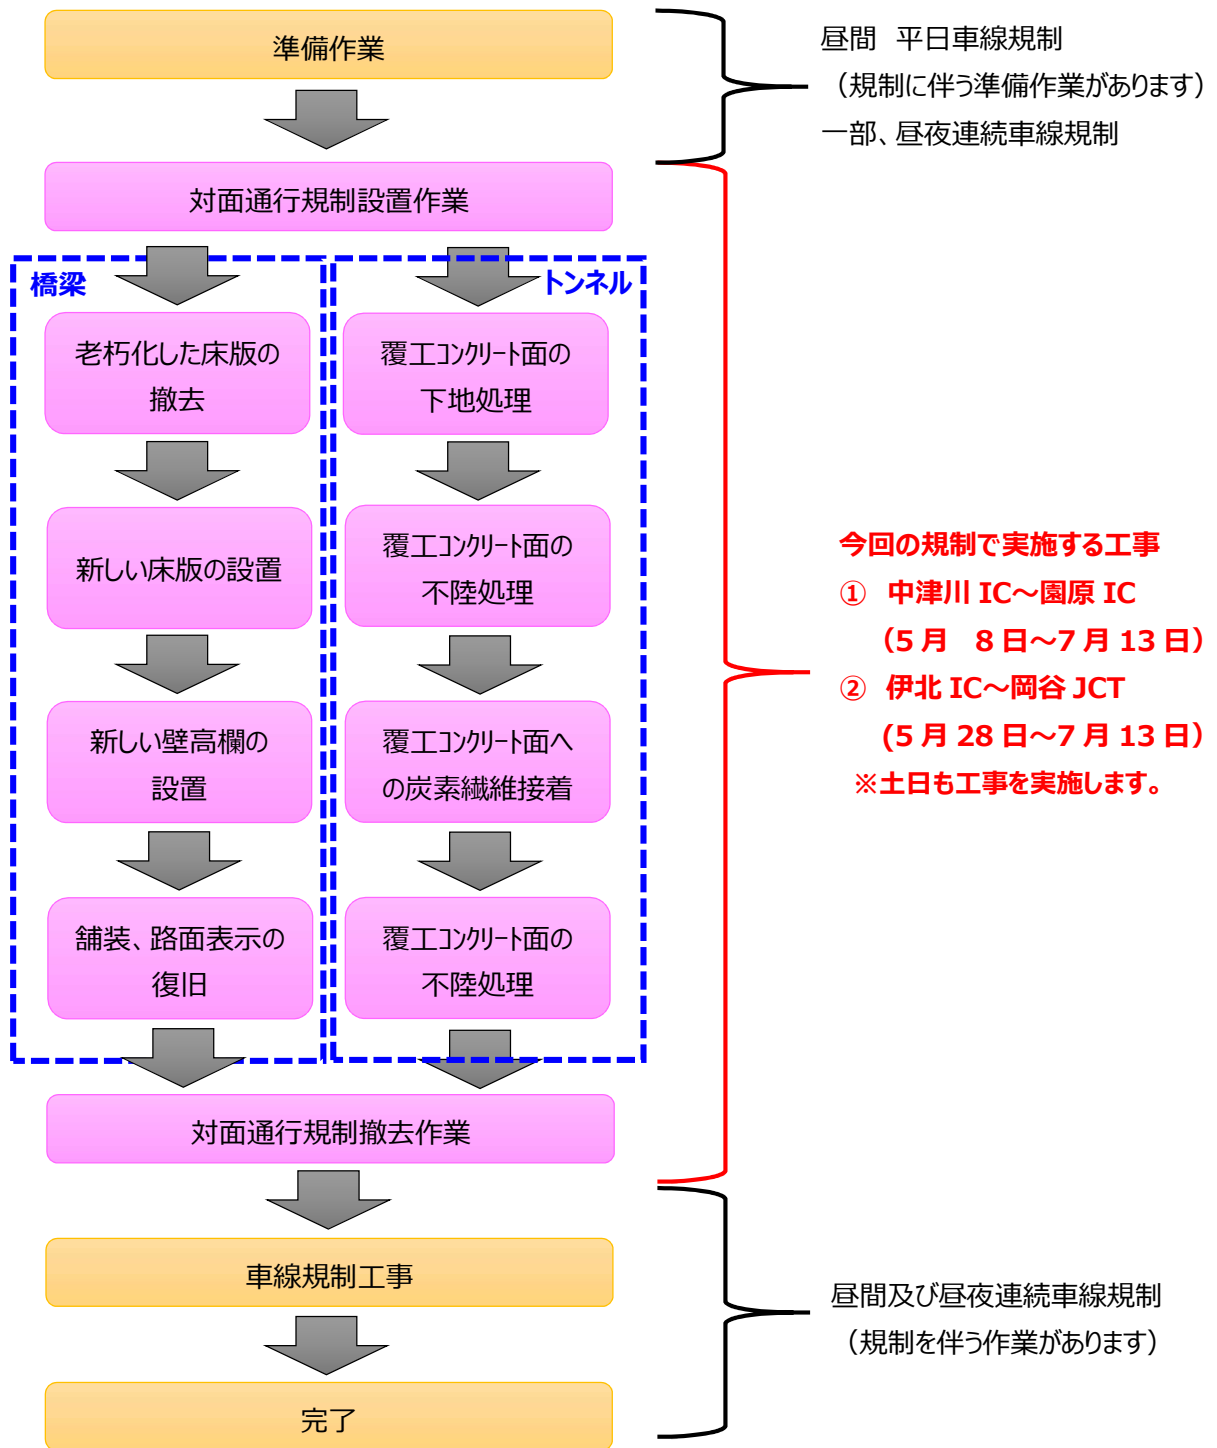 準備作業
昼間　平日車線規制
（規制に伴う準備作業があります）
一部、昼夜連続車線規制
対面通行規制設置作業
橋梁
老朽化した床版の
撤去
新しい床版の設置
新しい壁高欄の
設置
舗装、路面表示の
復旧
トンネル
覆工ｺﾝｸﾘｰﾄ面の
下地処理
覆工ｺﾝｸﾘｰﾄ面の
不陸処理
覆工ｺﾝｸﾘｰﾄ面へ
の炭素繊維接着
覆工ｺﾝｸﾘｰﾄ面の
不陸処理
今回の規制で実施する工事
①　中津川 IC～園原 IC
（5 月　8 日～7 月 13 日）
②　伊北 IC～岡谷 JCT
(5 月 28 日～7 月 13 日）
※土日も工事を実施します。
対面通行規制撤去作業
車線規制工事
昼間及び昼夜連続車線規制
（規制を伴う作業があります）
完了